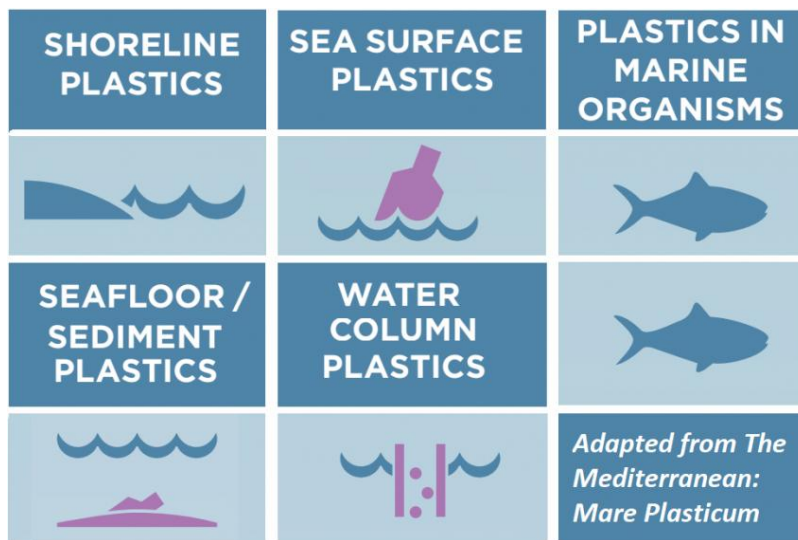 SHORELINE
PLASTICS
SEA SURFACE
PLASTICS
PLASTICS IN
MARINE
ORGANISMS
SEAFLOOR /
SEDIMENT
PLASTICS
WATER
COLUMN
PLASTICS
Adapted from The
Mediterranean:
Mare Plasticum